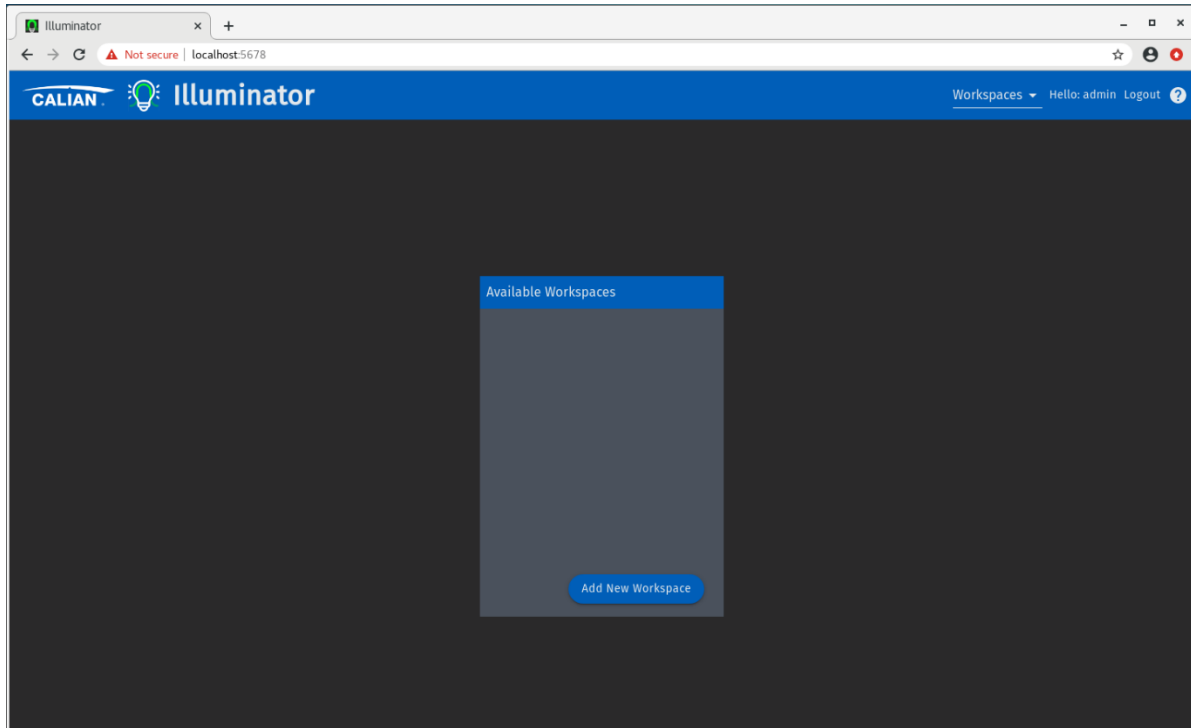 Illuminator
Not secure | localhost:5678
CALIAN Illuminator
Workspaces Hello: admin Logout ?
Available Workspaces
Add New Workspace